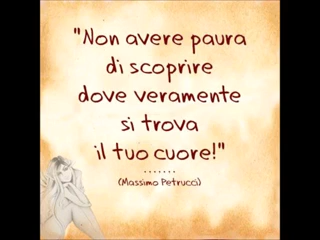 "Non avere paura
di scoprire
dove veramente
si trova
il tuo cuore!"
.......
(Massimo Petrucci)